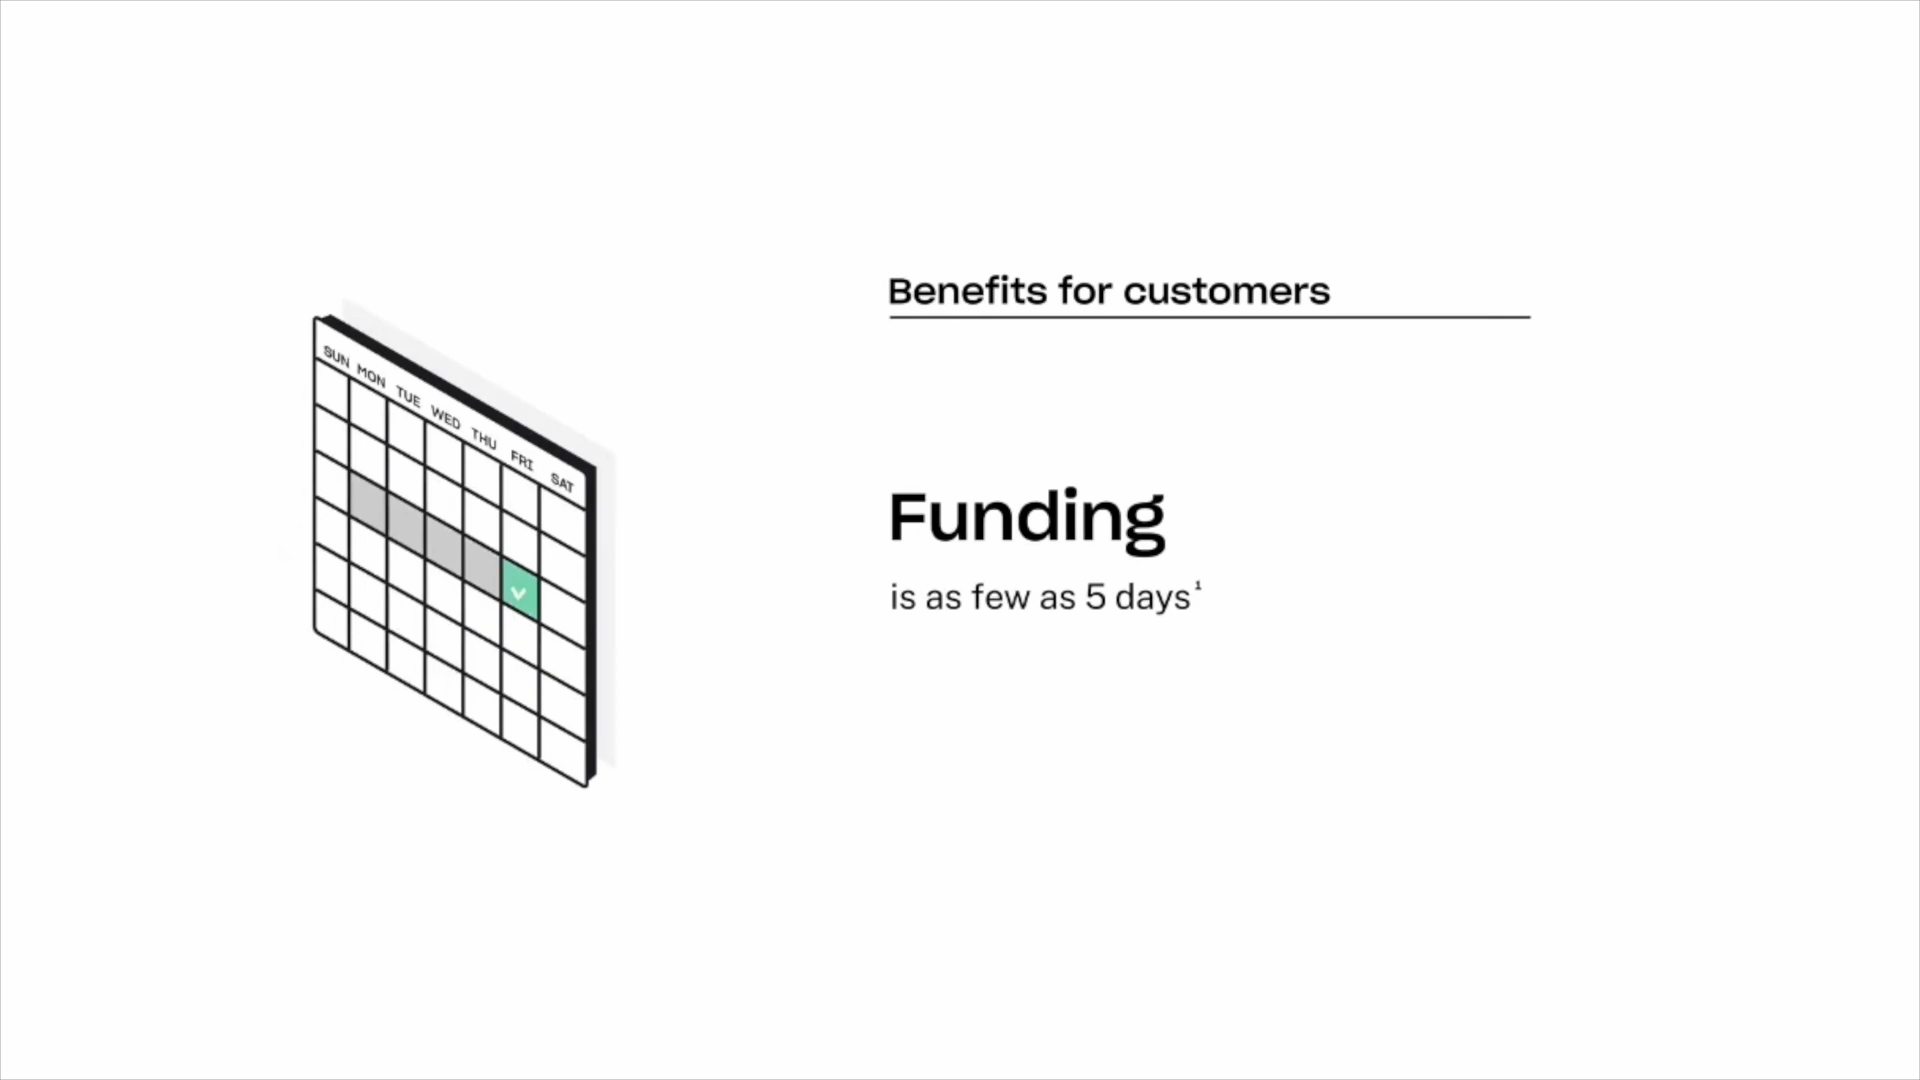 Benefits for customers
SUN MON TUE WED THU FRI SAT
Funding
is as few as 5 days¹